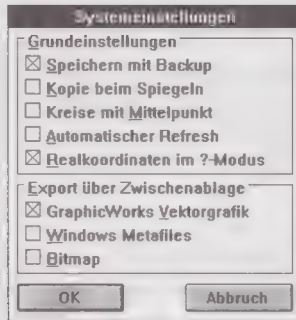 Systemeinstellungen
Grundeinstellungen
Speichern mit Backup
Kopie beim Spiegeln
Kreise mit Mittelpunkt
Automatischer Refresh
Realkoordinaten im ?-Modus
Export über Zwischenablage
GraphicWorks Vektorgrafik
Windows Metafiles
Bitmap
OK
Abbruch